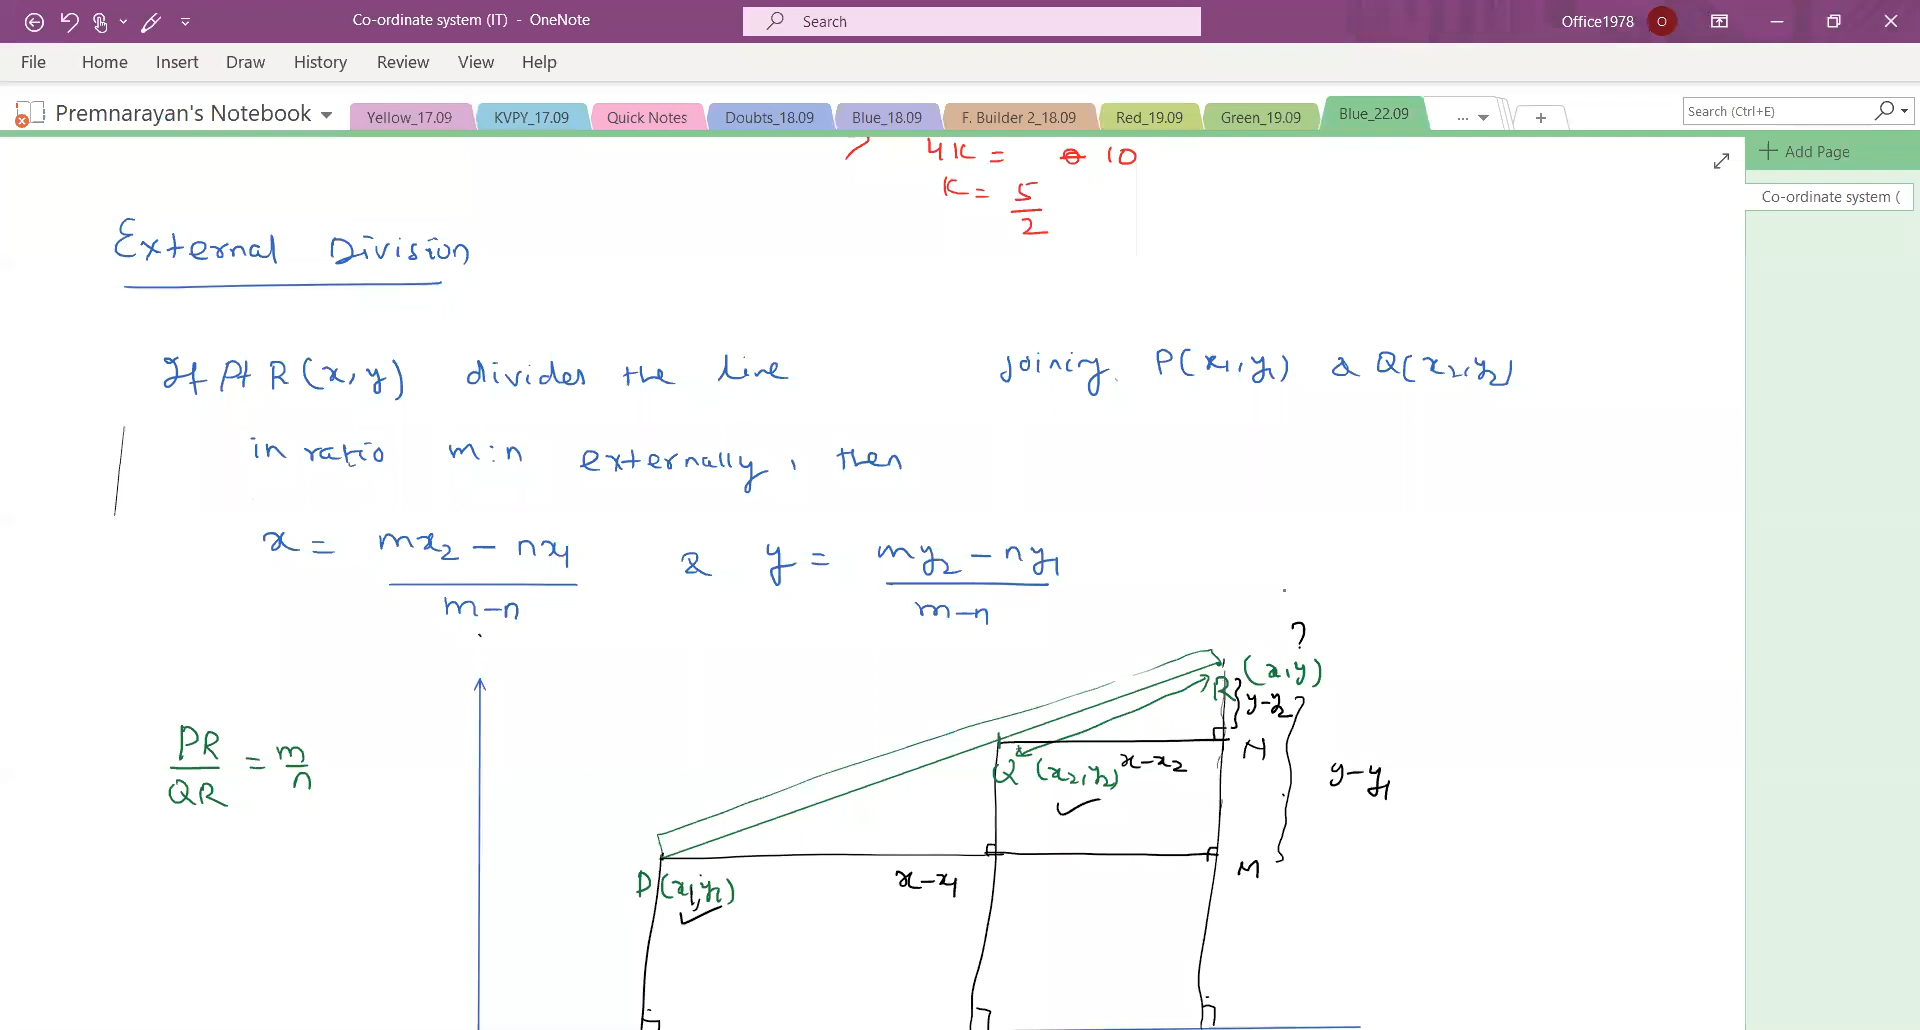 Co-ordinate system (IT) - OneNote
Search
Office1978
O
File Home Insert Draw History Review View Help
Premnarayan's Notebook
Yellow_17.09 KVPY_17.09 Quick Notes Doubts_18.09 Blue_18.09 F. Builder 2_18.09 Red_19.09 Green_19.09 Blue_22.09 ... +
Search (Ctrl+E)
Add Page
Co-ordinate system (
4K = 10
K = 5/2
External Division
If Pt R(x,y) divides the line joining P(x1,y1) & Q(x2,y2)
in ratio m:n externally, then
x = mx2 - nx1 / m-n & y = my2 - ny1 / m-n
?
R (x,y)
y-y2
PR/QR = m/n
N
Q (x2,y2) x-x2
y-y1
M
P(x1,y1) x-x1